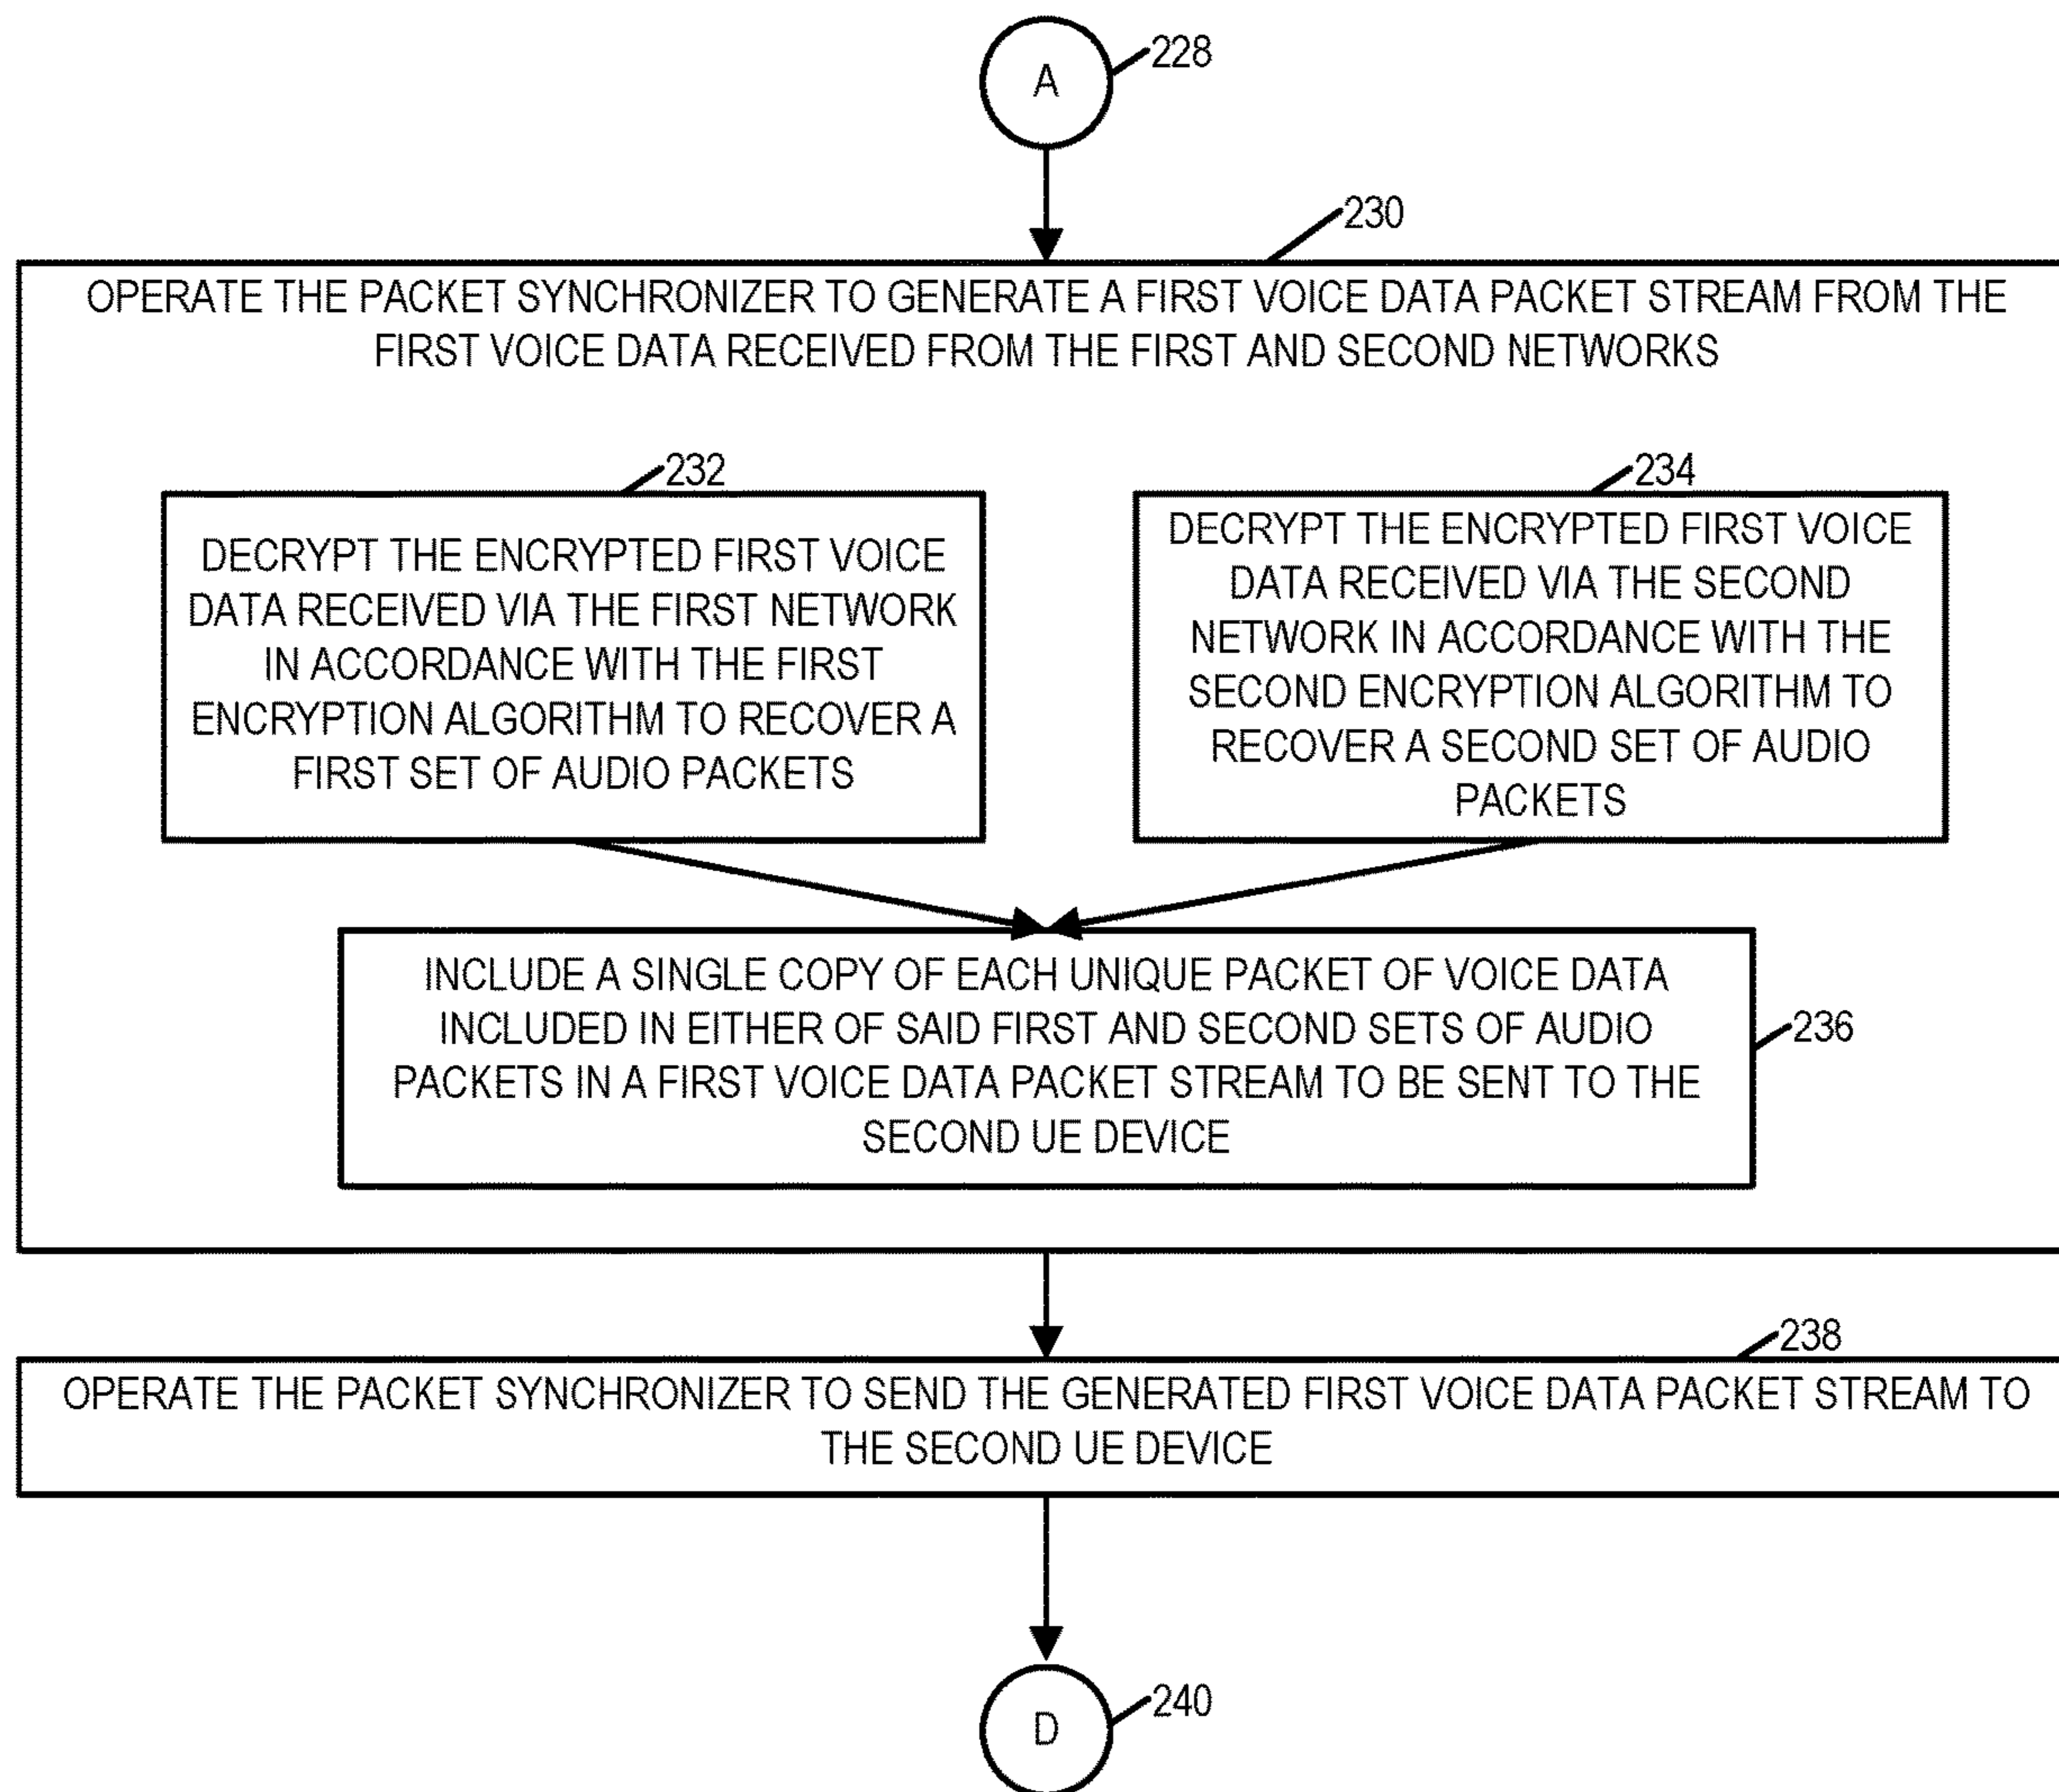 A
228
230
OPERATE THE PACKET SYNCHRONIZER TO GENERATE A FIRST VOICE DATA PACKET STREAM FROM THE
FIRST VOICE DATA RECEIVED FROM THE FIRST AND SECOND NETWORKS
232
DECRYPT THE ENCRYPTED FIRST VOICE
DATA RECEIVED VIA THE FIRST NETWORK
IN ACCORDANCE WITH THE FIRST
ENCRYPTION ALGORITHM TO RECOVER A
FIRST SET OF AUDIO PACKETS
234
DECRYPT THE ENCRYPTED FIRST VOICE
DATA RECEIVED VIA THE SECOND
NETWORK IN ACCORDANCE WITH THE
SECOND ENCRYPTION ALGORITHM TO
RECOVER A SECOND SET OF AUDIO
PACKETS
INCLUDE A SINGLE COPY OF EACH UNIQUE PACKET OF VOICE DATA
INCLUDED IN EITHER OF SAID FIRST AND SECOND SETS OF AUDIO
PACKETS IN A FIRST VOICE DATA PACKET STREAM TO BE SENT TO THE
SECOND UE DEVICE
236
238
OPERATE THE PACKET SYNCHRONIZER TO SEND THE GENERATED FIRST VOICE DATA PACKET STREAM TO
THE SECOND UE DEVICE
D
240